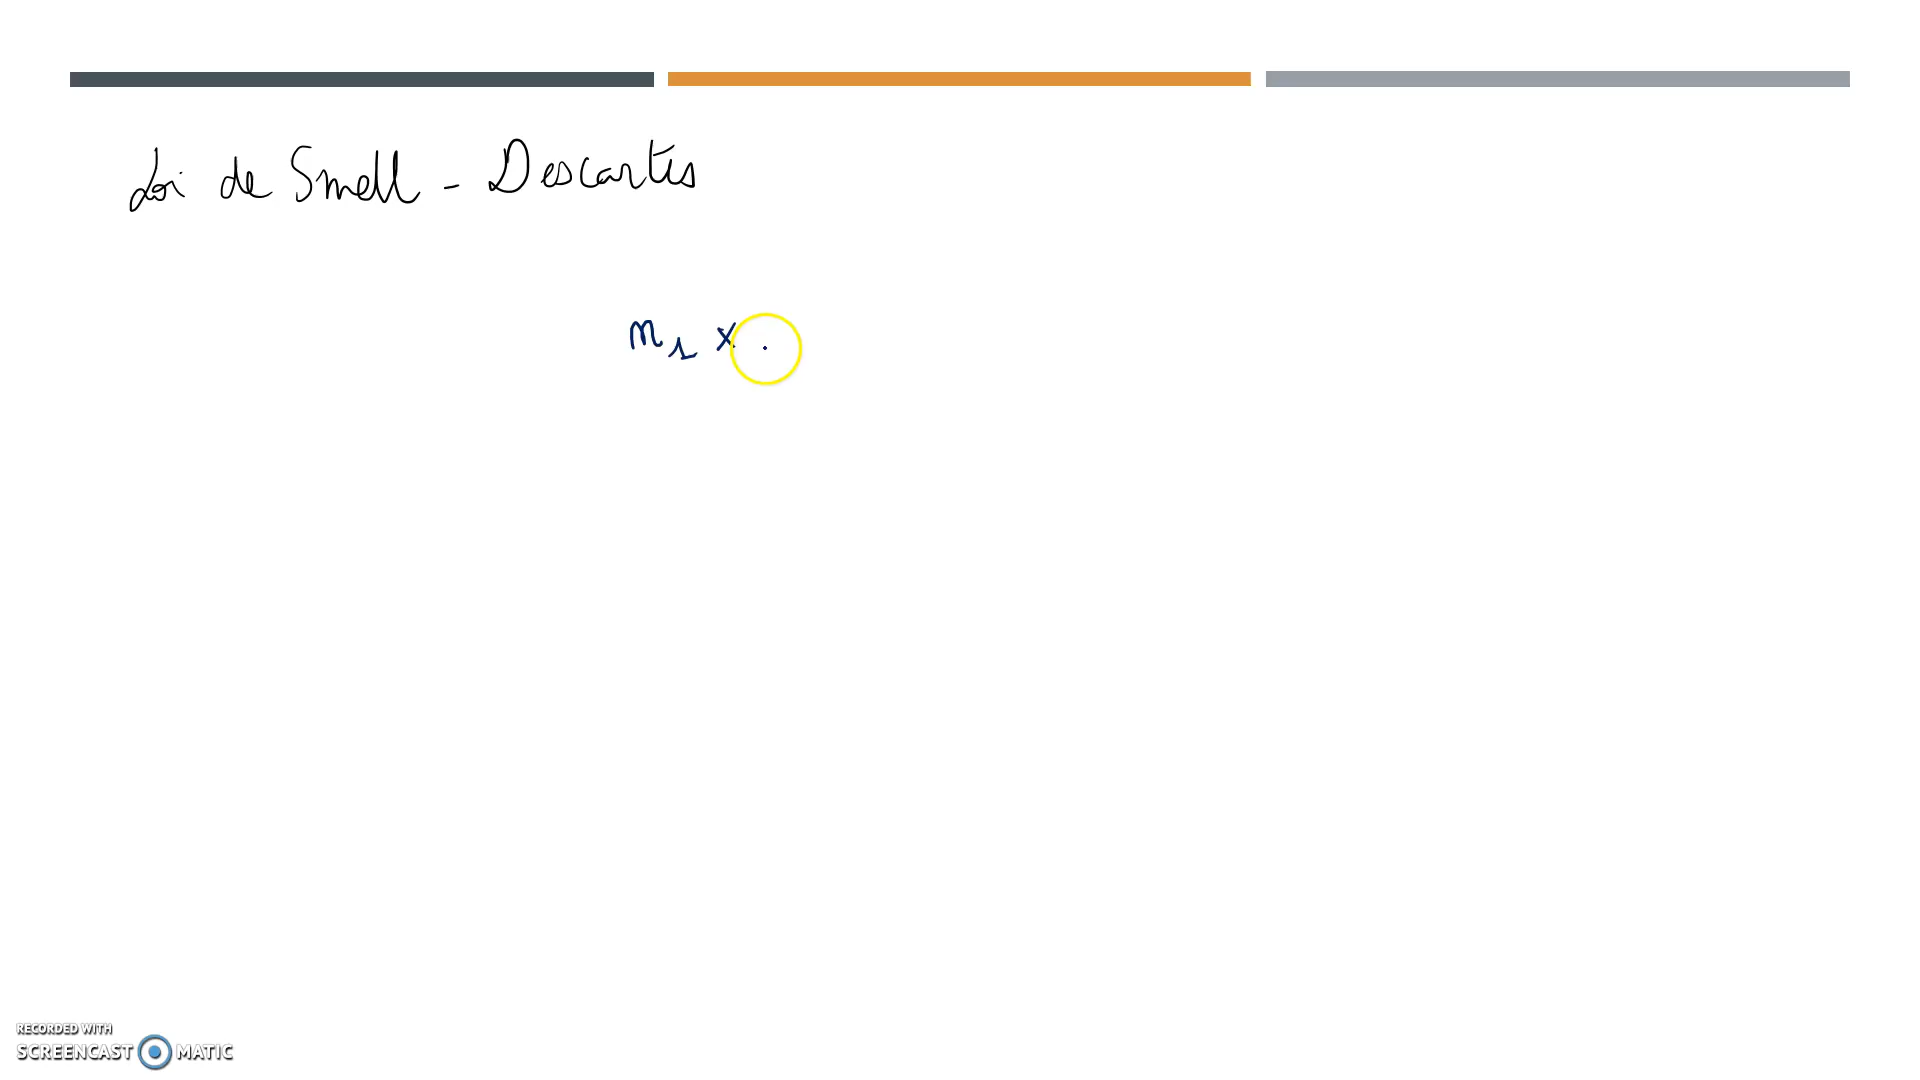 Loi de Snell - Descartes
n₁ × .
RECORDED WITH
SCREENCAST MATIC